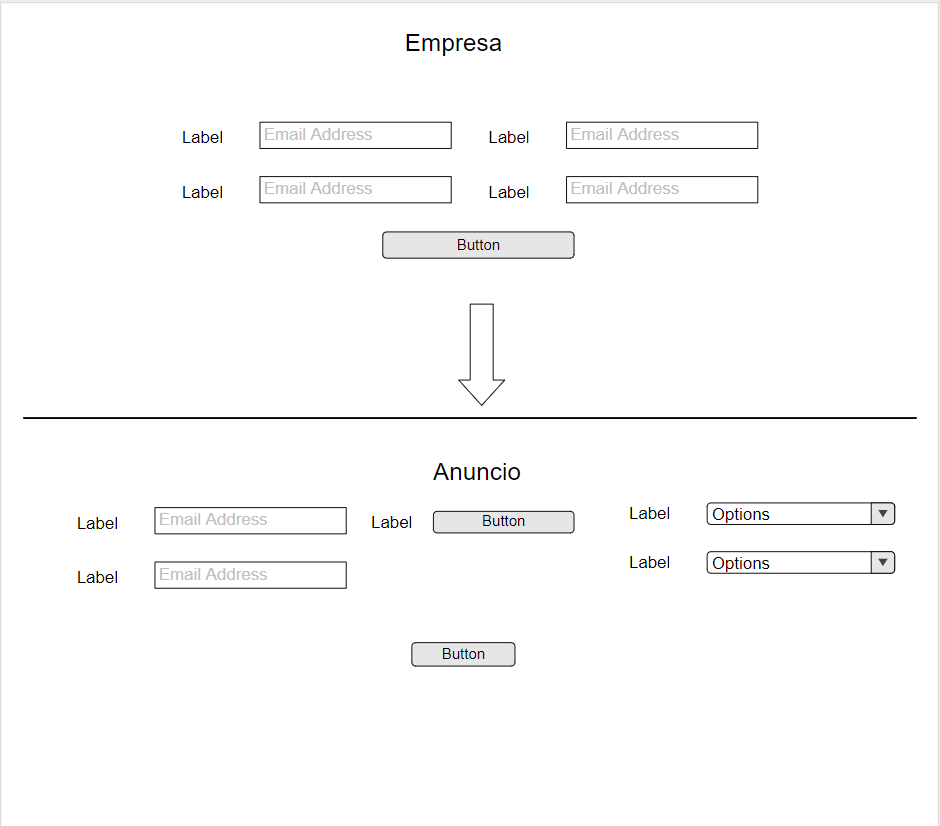 Empresa
Label Email Address Label Email Address
Label Email Address Label Email Address
Button
Anuncio
Label Email Address Label Button Label Options
Label Email Address Label Options
Button